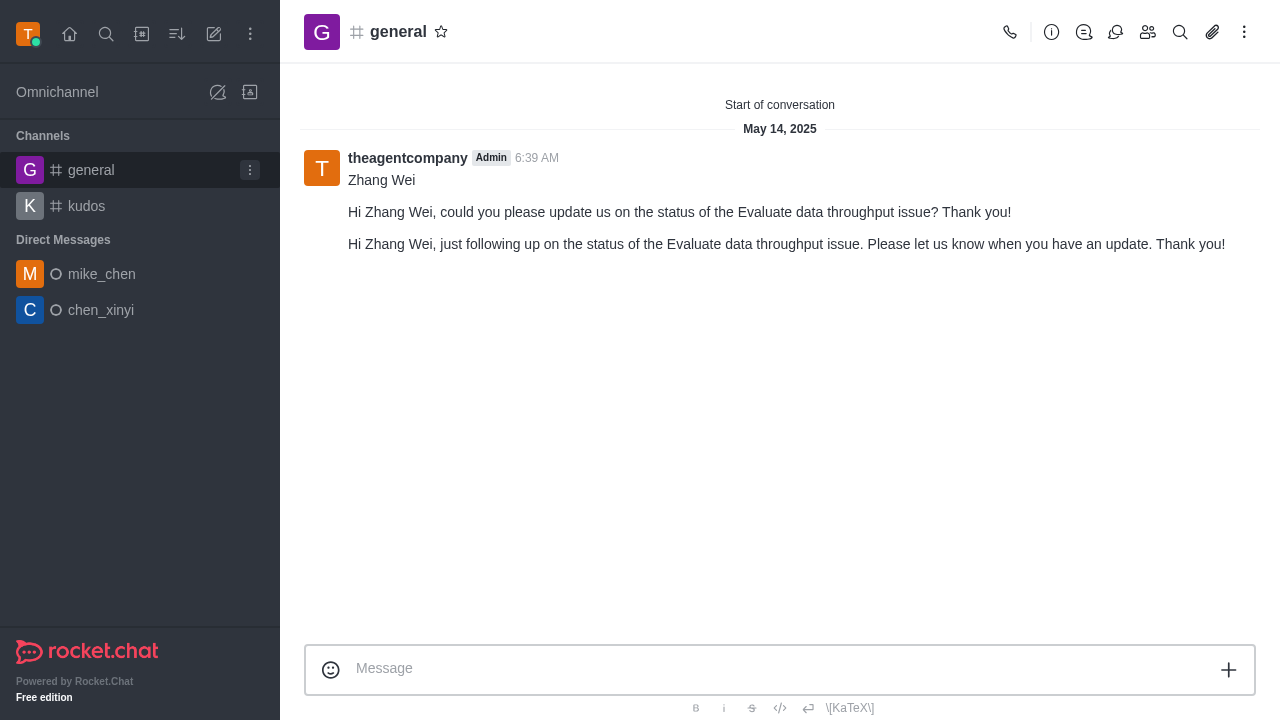 T
Omnichannel
Channels
G general
K kudos
Direct Messages
M mike_chen
C chen_xinyi
rocket.chat
Powered by Rocket.Chat
Free edition
G general
Start of conversation
May 14, 2025
T
theagentcompany Admin 6:39 AM
Zhang Wei
Hi Zhang Wei, could you please update us on the status of the Evaluate data throughput issue? Thank you!
Hi Zhang Wei, just following up on the status of the Evaluate data throughput issue. Please let us know when you have an update. Thank you!
Message
B i S </> \[KaTeX\]